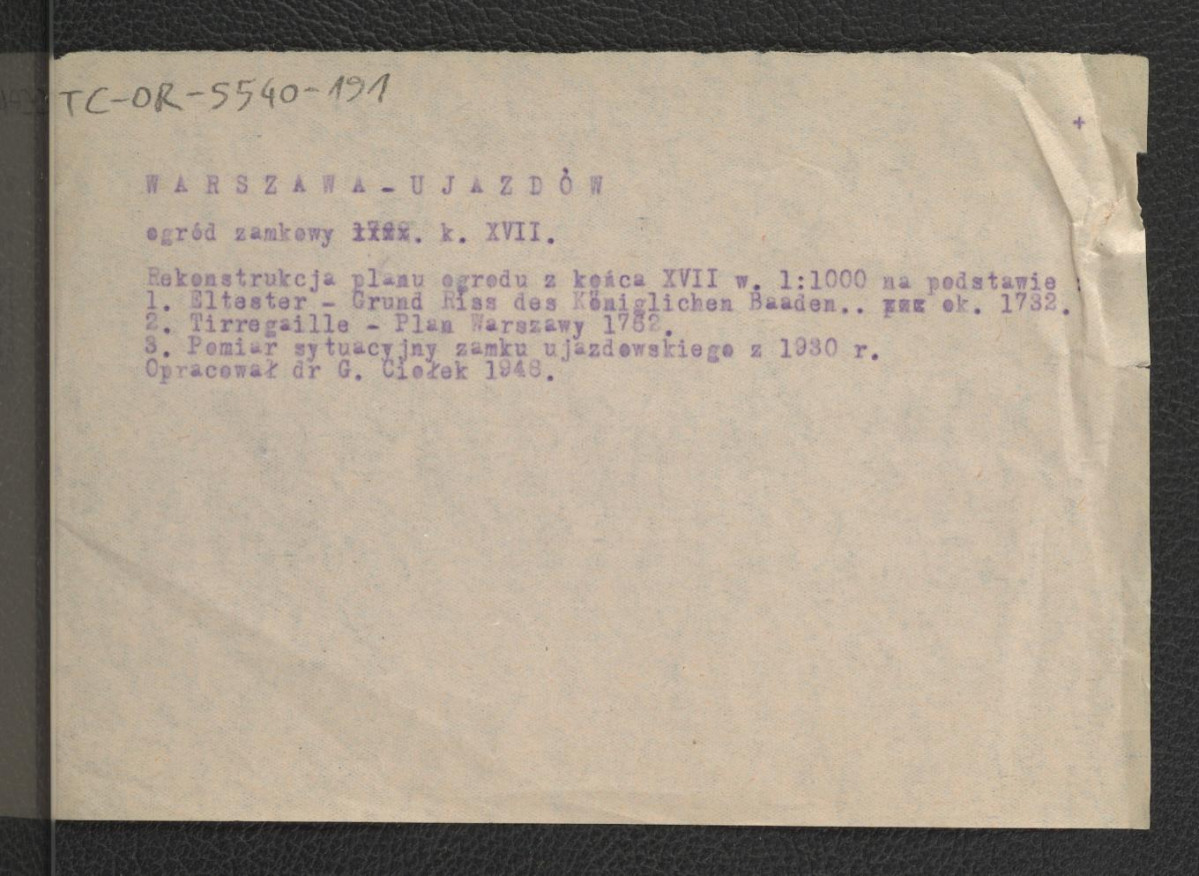 TC-OR-5540-191
+
WARSZAWA-UJAZDÓW
ogród zamkowy k. XVII.
Rekonstrukcja planu ogrodu z końca XVII w. 1:1000 na podstawie :
1. Eltester - Grund Riss des Königlichen Baaden.. ok. 1732.
2. Tirregaille - Plan Warszawy 1762.
3. Pomiar sytuacyjny zamku ujazdowskiego z 1930 r.
Opracował dr G. Ciołek 1948.